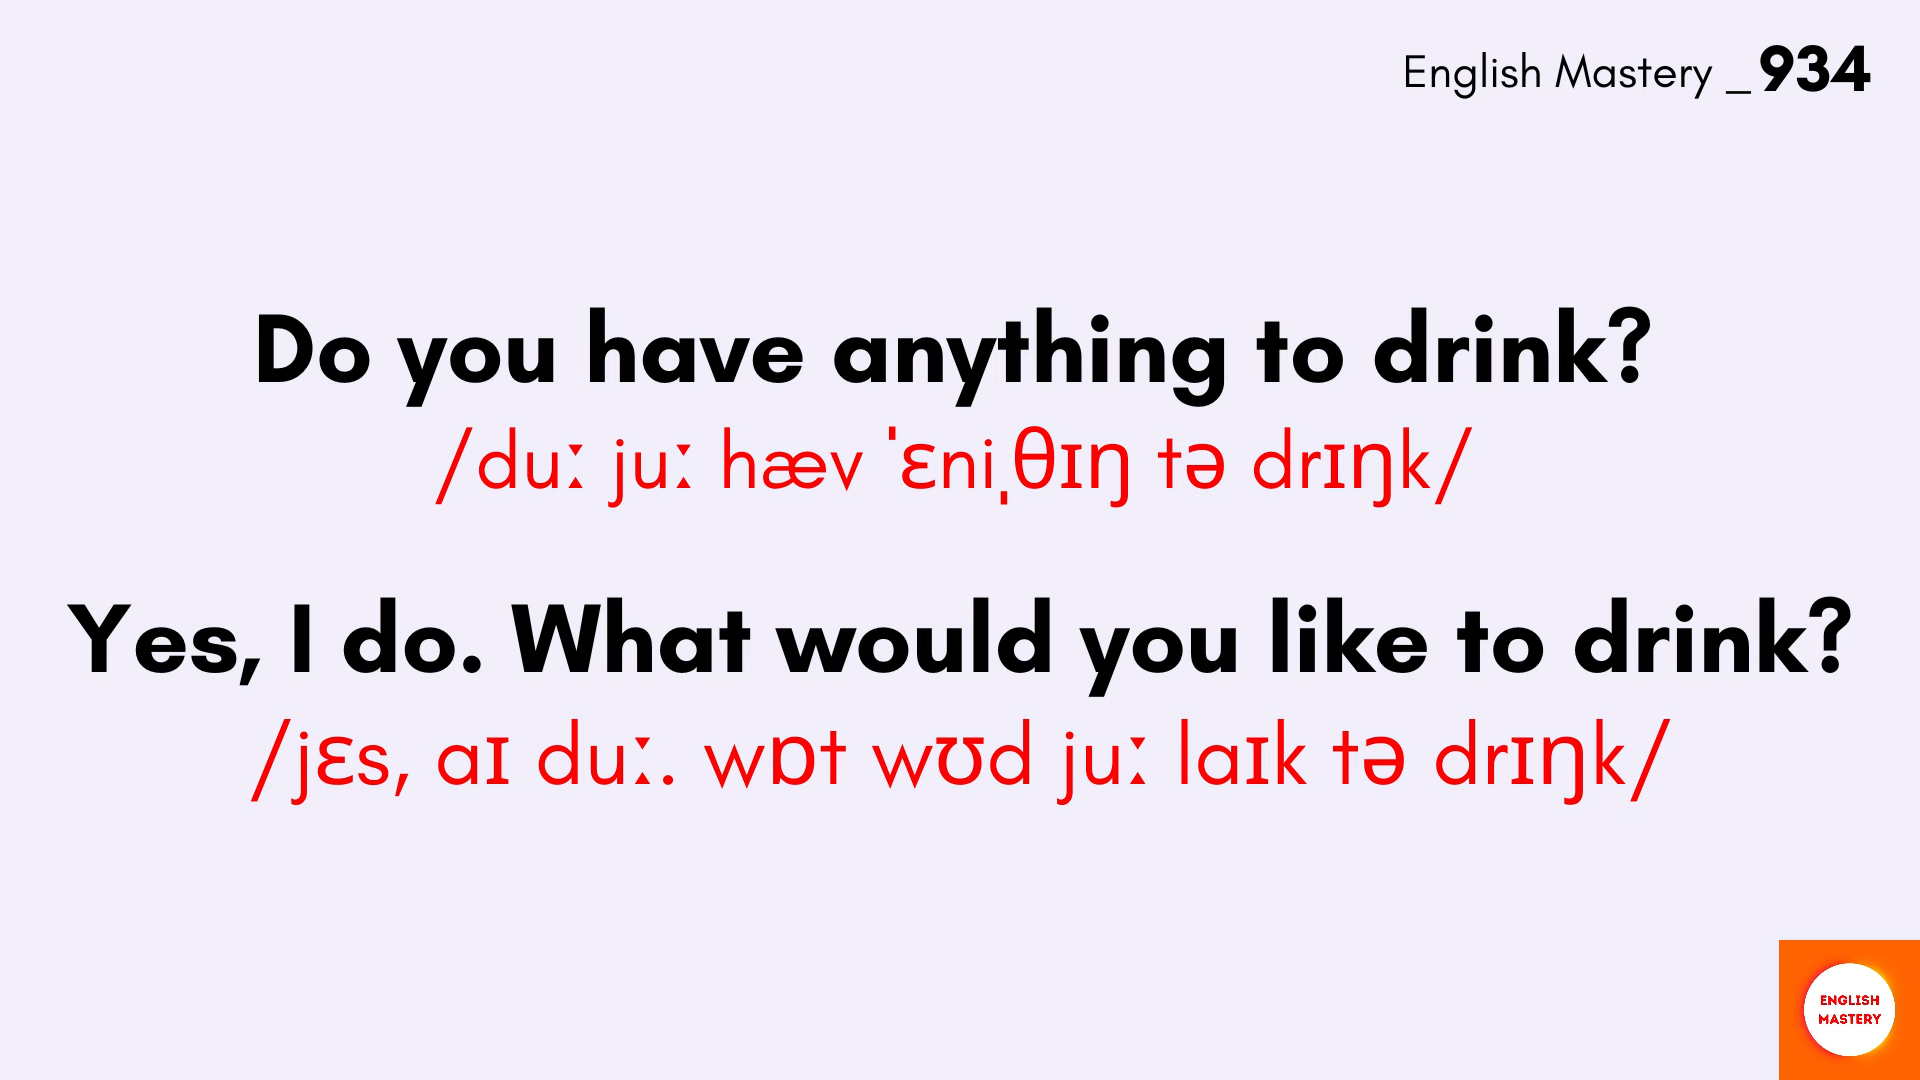 English Mastery _934
Do you have anything to drink?
/duː juː hæv ˈɛniˌθɪŋ tə drɪŋk/
Yes, I do. What would you like to drink?
/jɛs, aɪ duː. wɒt wʊd juː laɪk tə drɪŋk/
ENGLISH
MASTERY